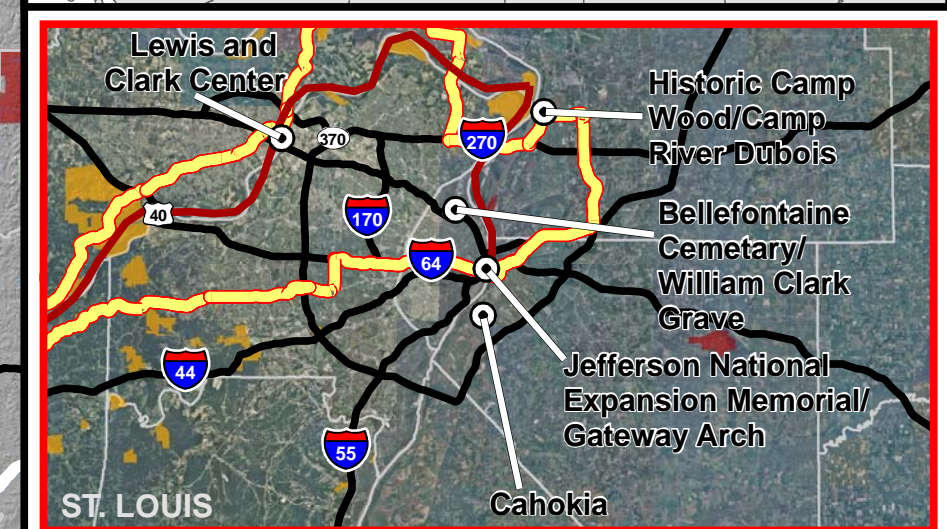 Lewis and
Clark Center
Historic Camp
Wood/Camp
River Dubois
370
270
Bellefontaine
Cemetary/
William Clark
Grave
40
170
64
Jefferson National
Expansion Memorial/
Gateway Arch
44
55
Cahokia
ST. LOUIS